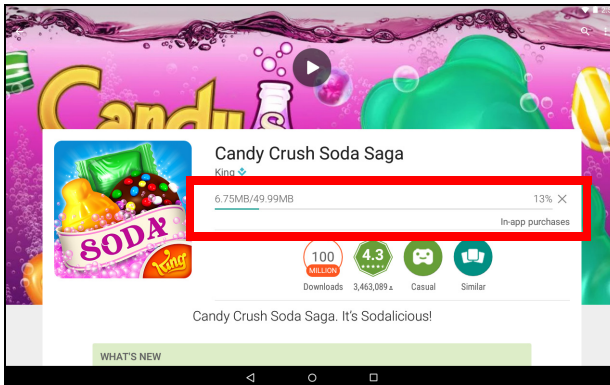 Candy
S
Candy Crush Soda Saga
King
6.75MB/49.99MB 13%
In-app purchases
SODA
King
100
MILLION
4.3
Downloads 3,463,089 Casual Similar
Candy Crush Soda Saga. It's Sodalicious!
WHAT'S NEW